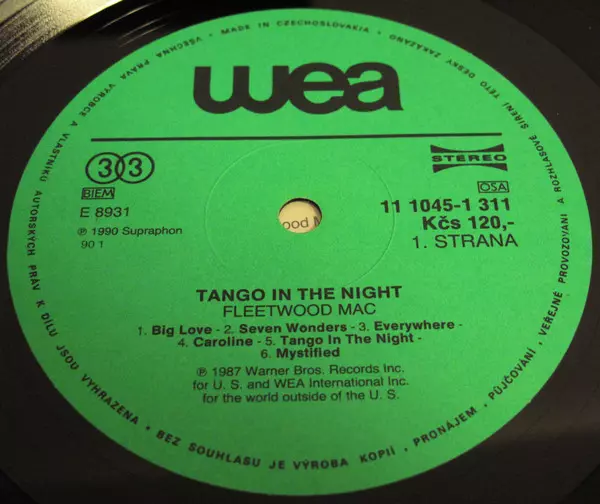 wea
33
BIEM
E 8931
℗ 1990 Supraphon
90 1
STEREO
OSA
11 1045-1 311
Kčs 120,-
1. STRANA
ood M
TANGO IN THE NIGHT
FLEETWOOD MAC
1. Big Love - 2. Seven Wonders - 3. Everywhere -
4. Caroline - 5. Tango In The Night -
6. Mystified
℗ 1987 Warner Bros. Records Inc.
for U. S. and WEA International Inc.
for the world outside of the U. S.
MADE IN CZECHOSLOVAKIA • VŠECHNA PRÁVA VÝROBCE A VLASTNÍKU AUTORSKÝCH PRÁV K DÍLU JSOU VYHRAZENA • BEZ SOUHLASU JE VÝROBA KOPIÍ, PRONÁJEM, PŮJČOVÁNÍ, VEŘEJNÉ PROVOZOVÁNÍ A ROZHLASOVÉ ŠÍŘENÍ TÉTO DESKY ZAKÁZÁNO •